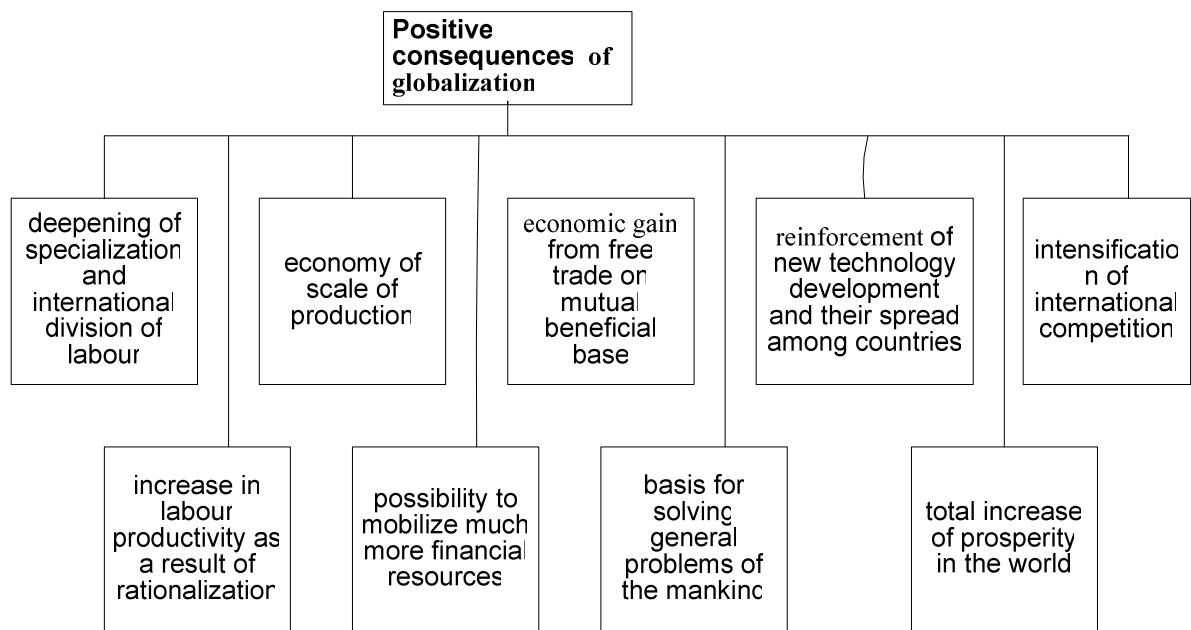 Positive
consequences of
globalization
deepening of
specialization
and
international
division of
labour
economy of
scale of
production
economic gain
from free
trade on
mutual
beneficial
base
reinforcement of
new technology
development
and their spread
among countries
intensificatio
n of
international
competition
increase in
labour
productivity as
a result of
rationalization
possibility to
mobilize much
more financial
resources
basis for
solving
general
problems of
the mankind
total increase
of prosperity
in the world